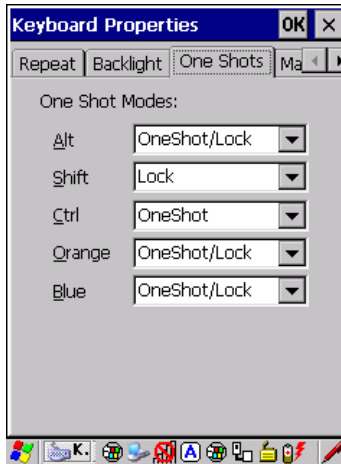 Keyboard Properties OK ×
Repeat Backlight One Shots Ma
One Shot Modes:
Alt OneShot/Lock
Shift Lock
Ctrl OneShot
Orange OneShot/Lock
Blue OneShot/Lock
K. A